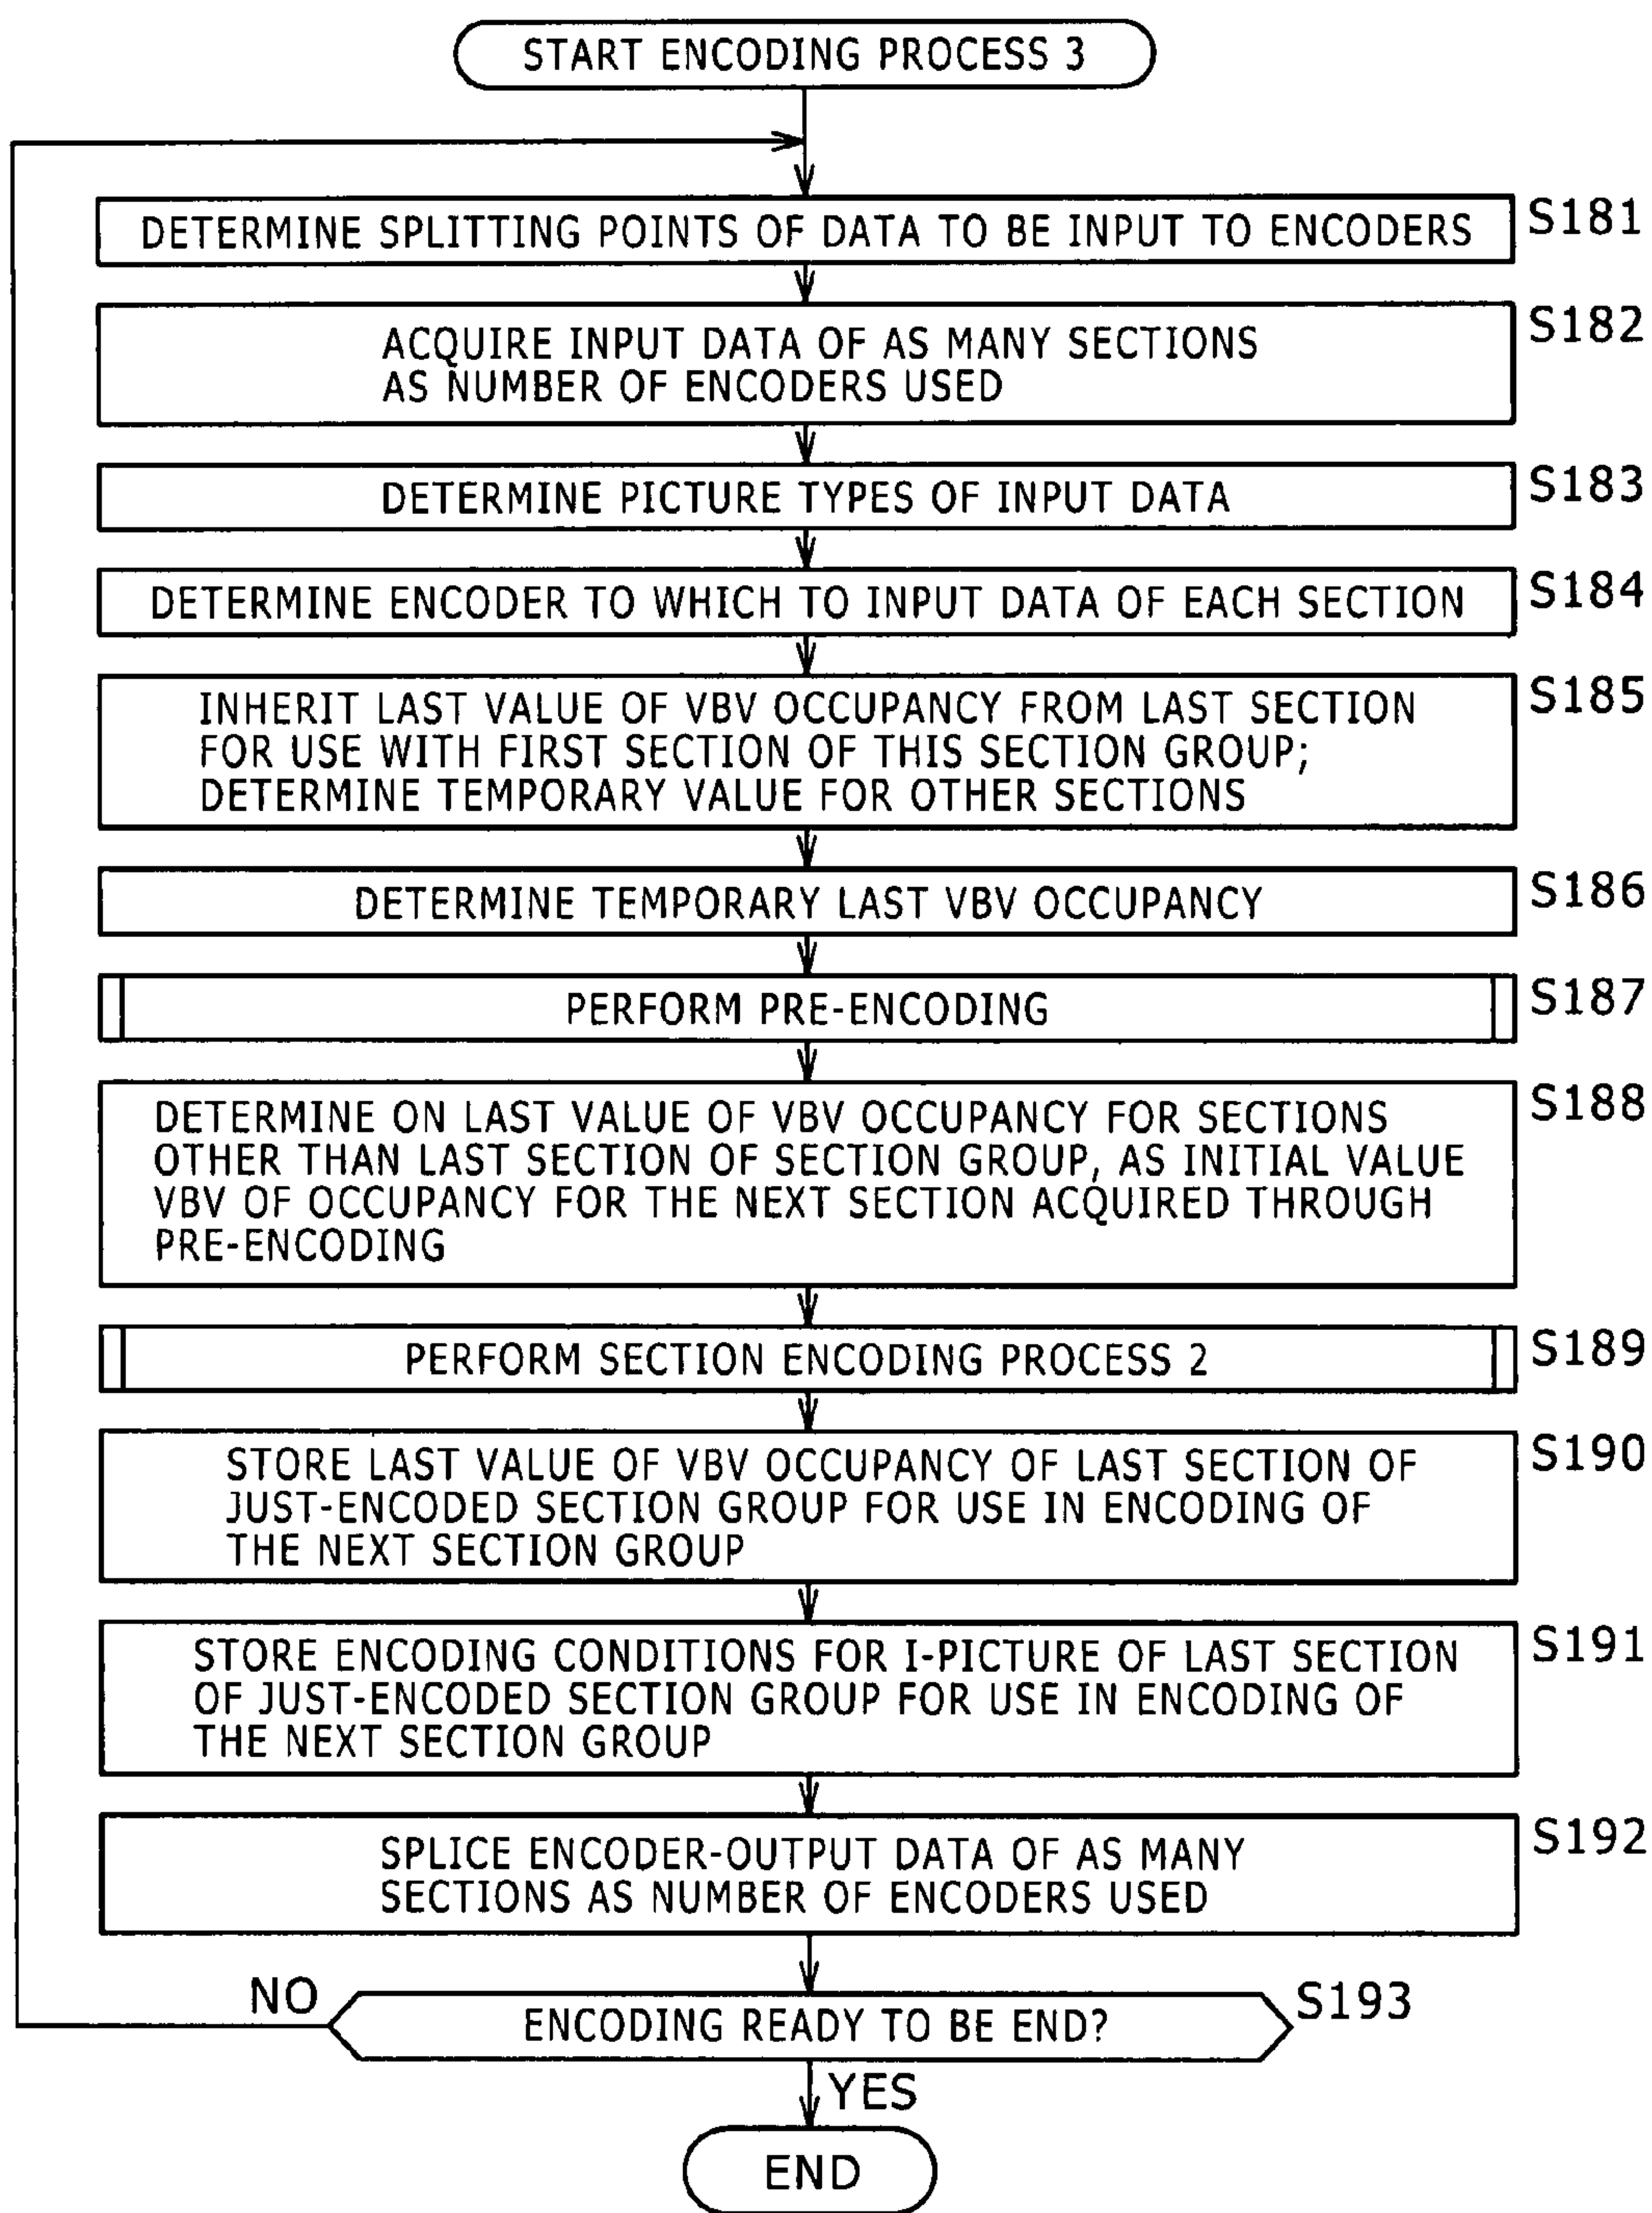 START ENCODING PROCESS 3
DETERMINE SPLITTING POINTS OF DATA TO BE INPUT TO ENCODERS
S181
ACQUIRE INPUT DATA OF AS MANY SECTIONS
AS NUMBER OF ENCODERS USED
S182
DETERMINE PICTURE TYPES OF INPUT DATA
S183
DETERMINE ENCODER TO WHICH TO INPUT DATA OF EACH SECTION
S184
INHERIT LAST VALUE OF VBV OCCUPANCY FROM LAST SECTION
FOR USE WITH FIRST SECTION OF THIS SECTION GROUP;
DETERMINE TEMPORARY VALUE FOR OTHER SECTIONS
S185
DETERMINE TEMPORARY LAST VBV OCCUPANCY
S186
PERFORM PRE-ENCODING
S187
DETERMINE ON LAST VALUE OF VBV OCCUPANCY FOR SECTIONS
OTHER THAN LAST SECTION OF SECTION GROUP, AS INITIAL VALUE
VBV OF OCCUPANCY FOR THE NEXT SECTION ACQUIRED THROUGH
PRE-ENCODING
S188
PERFORM SECTION ENCODING PROCESS 2
S189
STORE LAST VALUE OF VBV OCCUPANCY OF LAST SECTION OF
JUST-ENCODED SECTION GROUP FOR USE IN ENCODING OF
THE NEXT SECTION GROUP
S190
STORE ENCODING CONDITIONS FOR I-PICTURE OF LAST SECTION
OF JUST-ENCODED SECTION GROUP FOR USE IN ENCODING OF
THE NEXT SECTION GROUP
S191
SPLICE ENCODER-OUTPUT DATA OF AS MANY
SECTIONS AS NUMBER OF ENCODERS USED
S192
NO
ENCODING READY TO BE END?
S193
YES
END